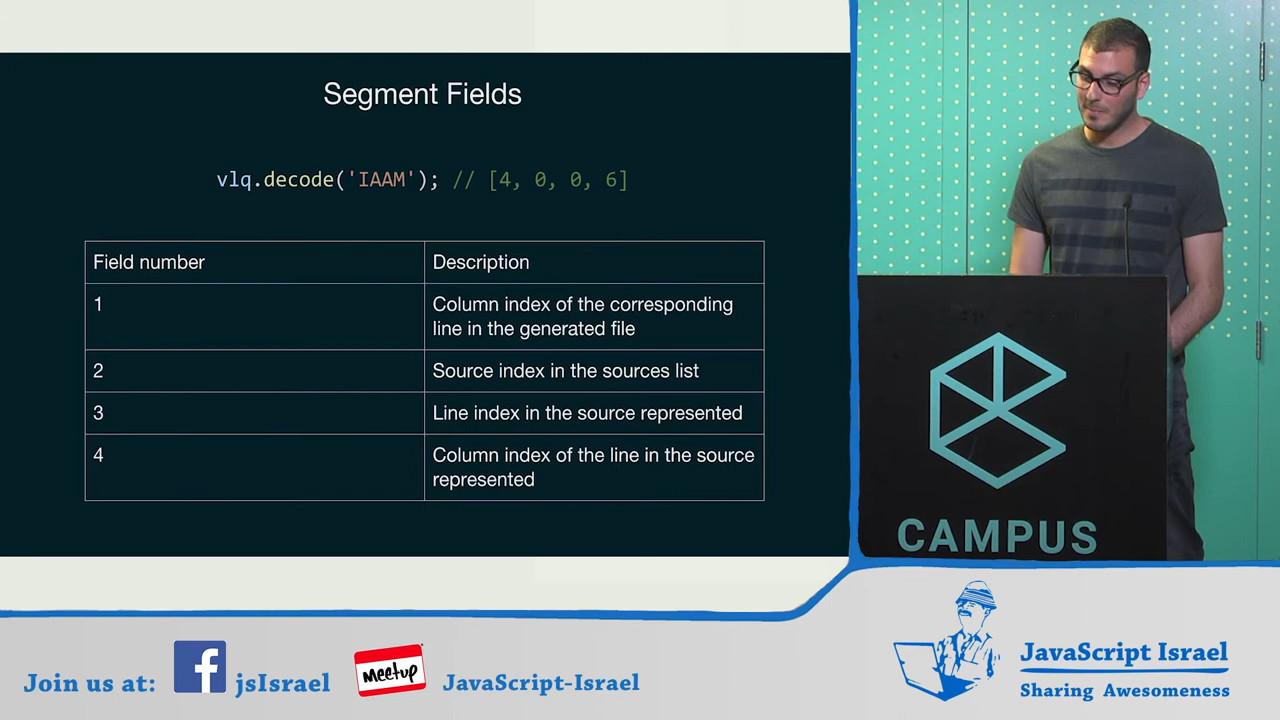 Segment Fields
vlq.decode('IAAM'); // [4, 0, 0, 6]
Field number
Description
1
Column index of the corresponding
line in the generated file
2
Source index in the sources list
3
Line index in the source represented
4
Column index of the line in the source
represented
CAMPUS
Join us at:
f
jsIsrael
meetup
JavaScript-Israel
JavaScript Israel
Sharing Awesomeness